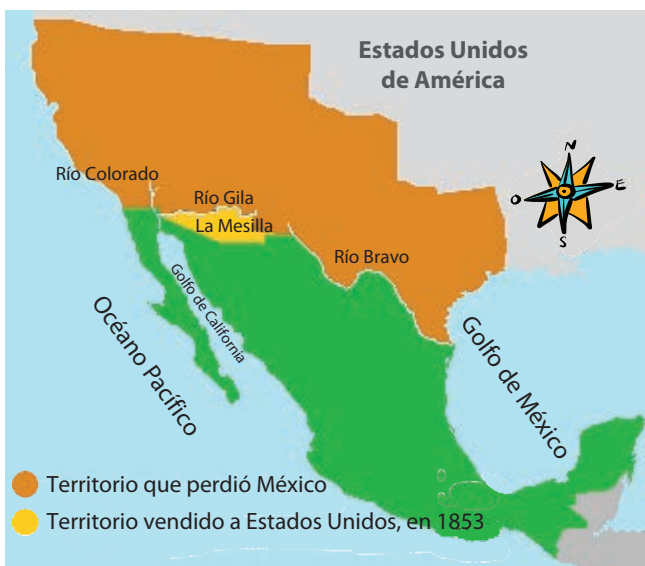 Estados Unidos
de América
N
O
E
S
Río Colorado
Río Gila
La Mesilla
Río Bravo
Golfo de California
Océano Pacífico
Golfo de México
Territorio que perdió México
Territorio vendido a Estados Unidos, en 1853